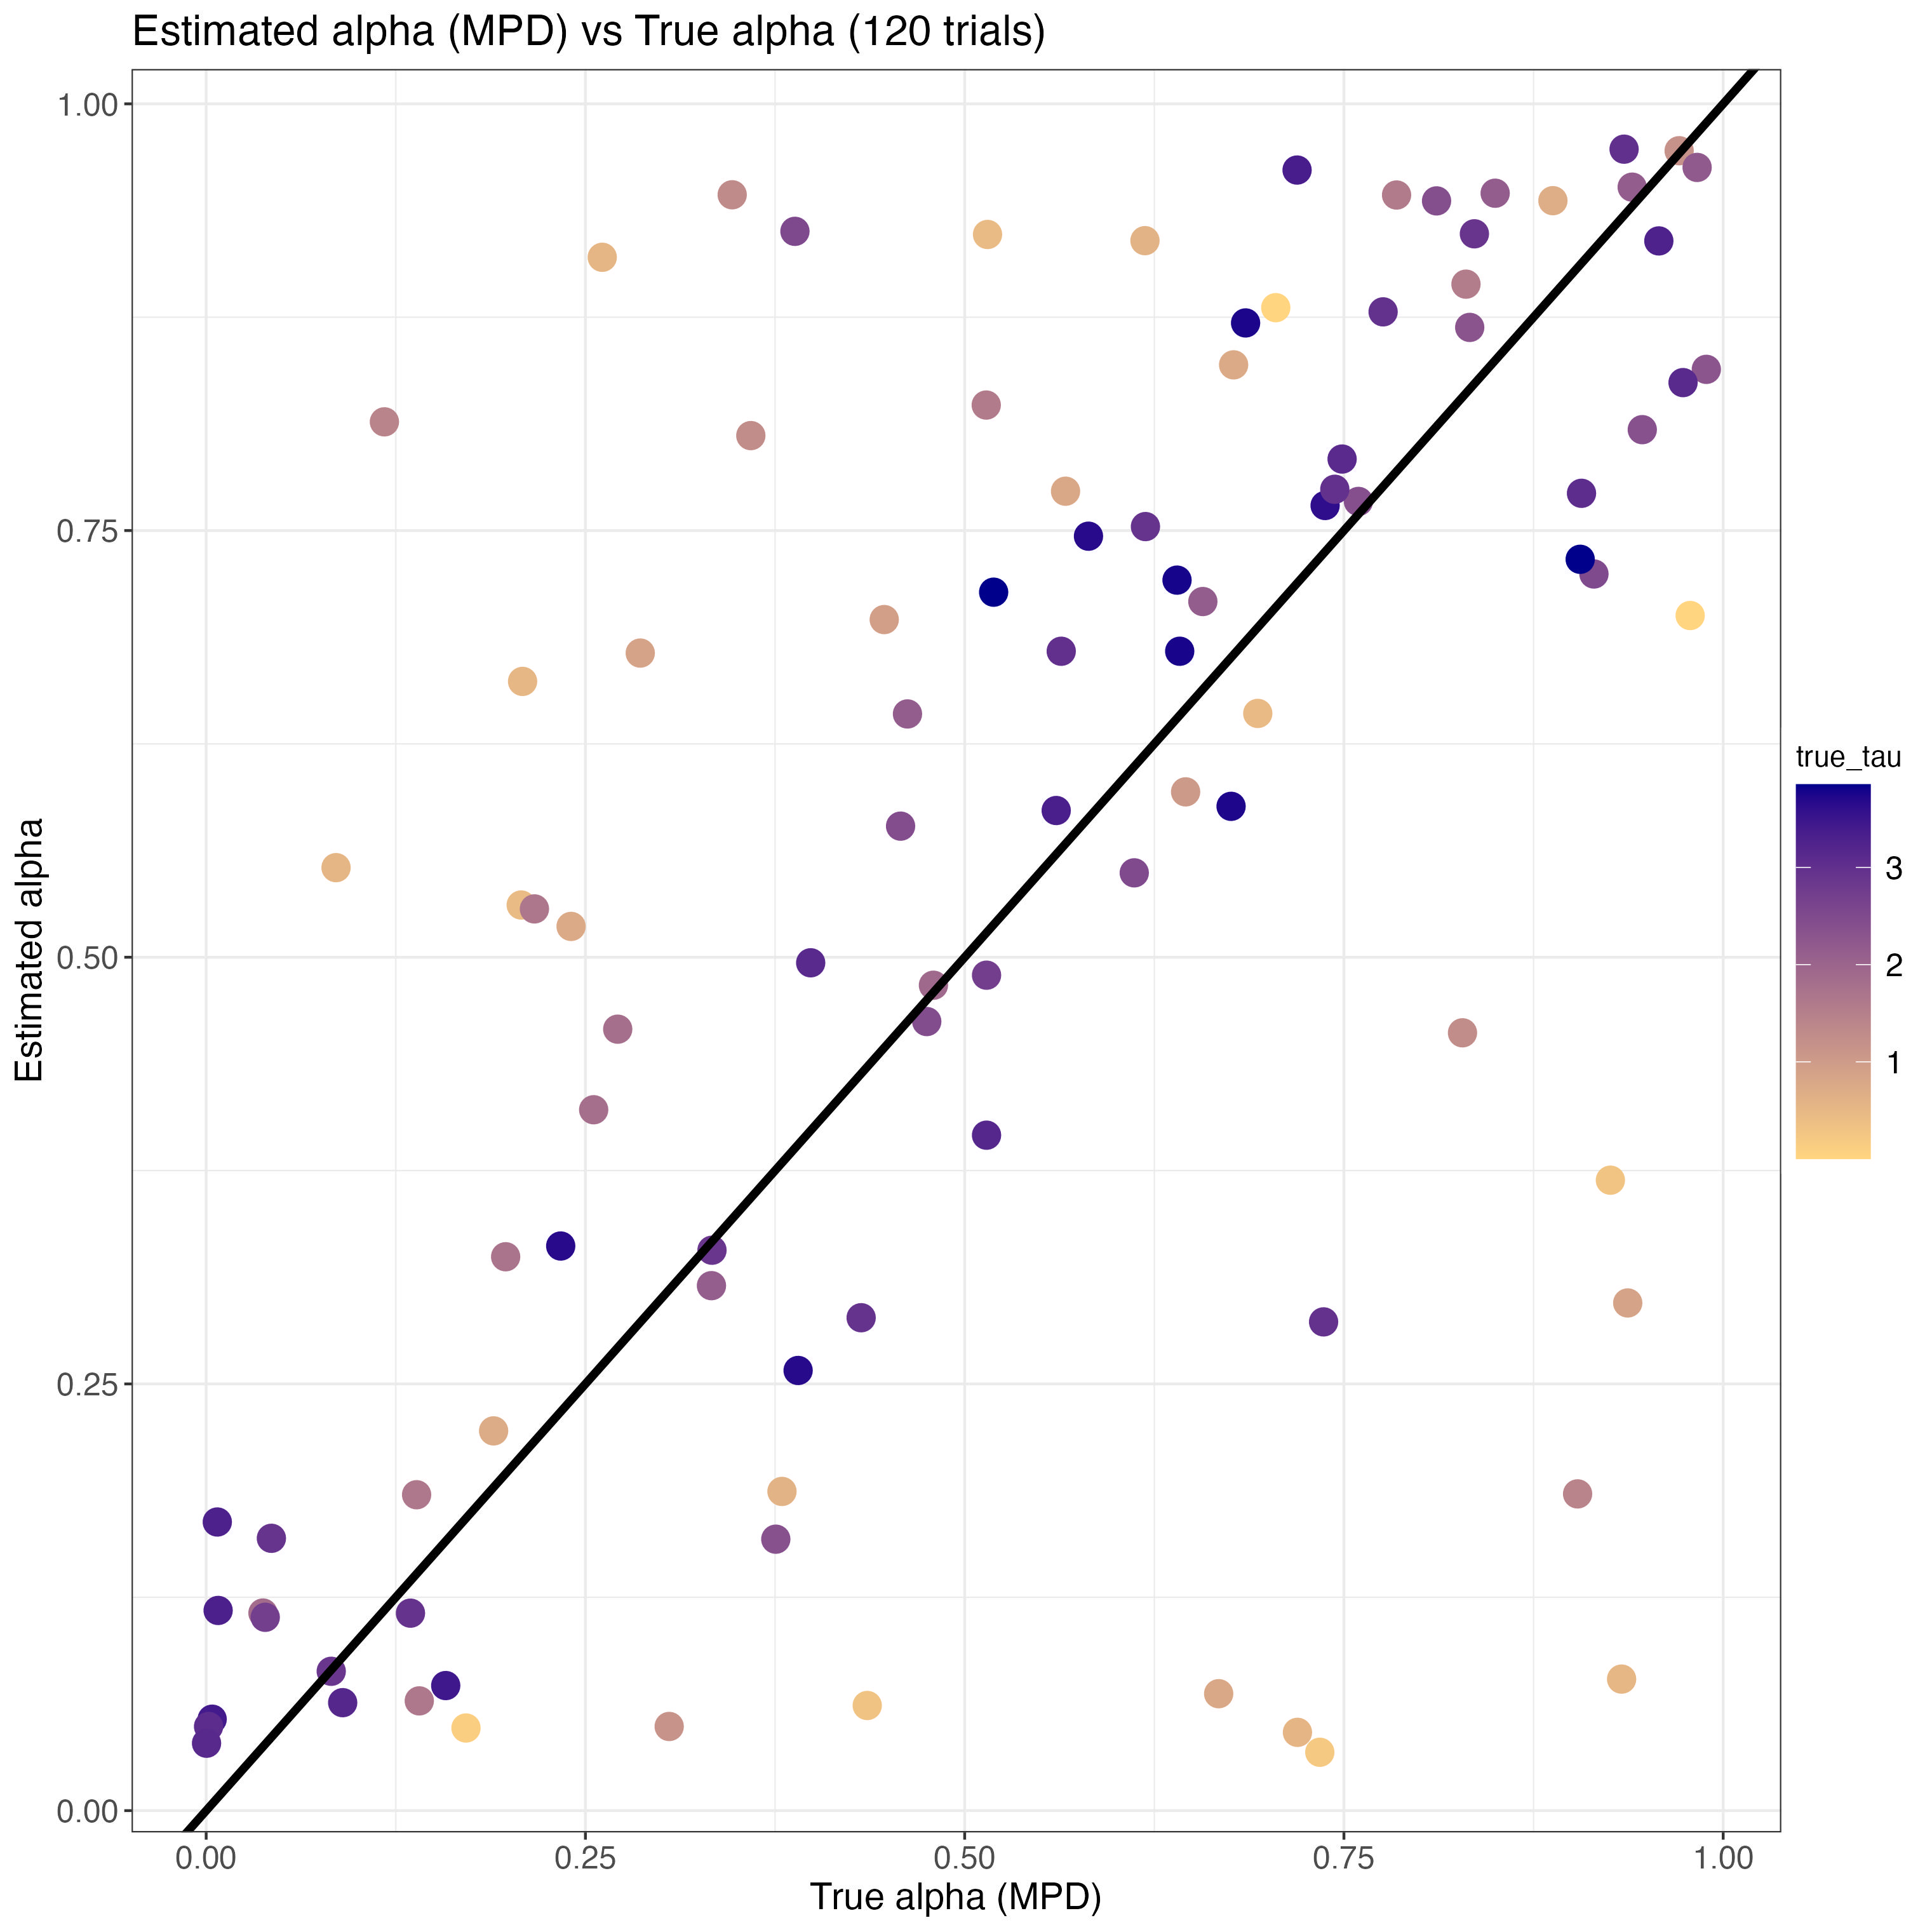 Estimated alpha (MPD) vs True alpha (120 trials)
1.00
0.75
0.50
0.25
0.00
Estimated alpha
0.00 0.25 0.50 0.75 1.00
True alpha (MPD)
true_tau
3
2
1